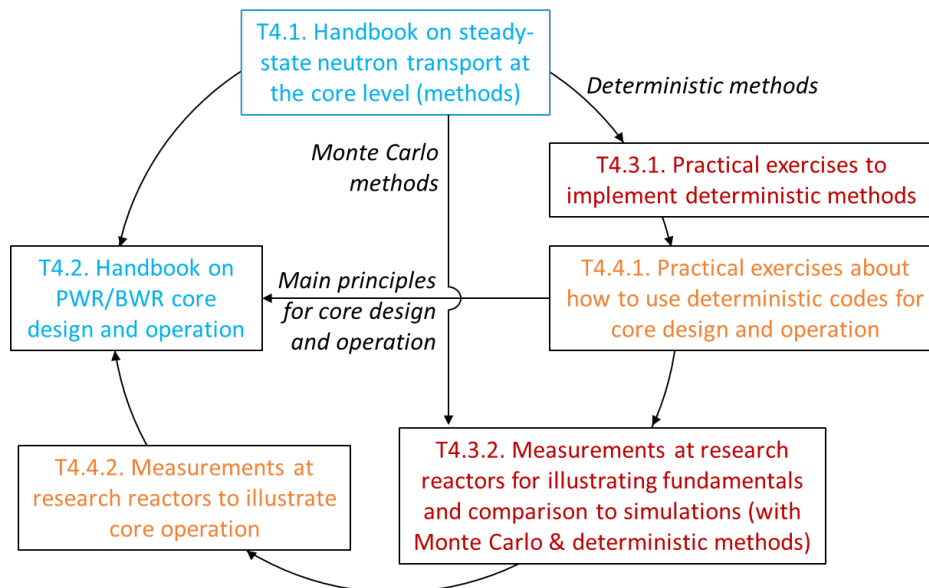 T4.1. Handbook on steady-
state neutron transport at
the core level (methods)
Deterministic methods
Monte Carlo
methods
T4.3.1. Practical exercises to
implement deterministic methods
T4.2. Handbook on
PWR/BWR core
design and operation
Main principles
for core design
and operation
T4.4.1. Practical exercises about
how to use deterministic codes for
core design and operation
T4.4.2. Measurements at
research reactors to illustrate
core operation
T4.3.2. Measurements at research
reactors for illustrating fundamentals
and comparison to simulations (with
Monte Carlo & deterministic methods)